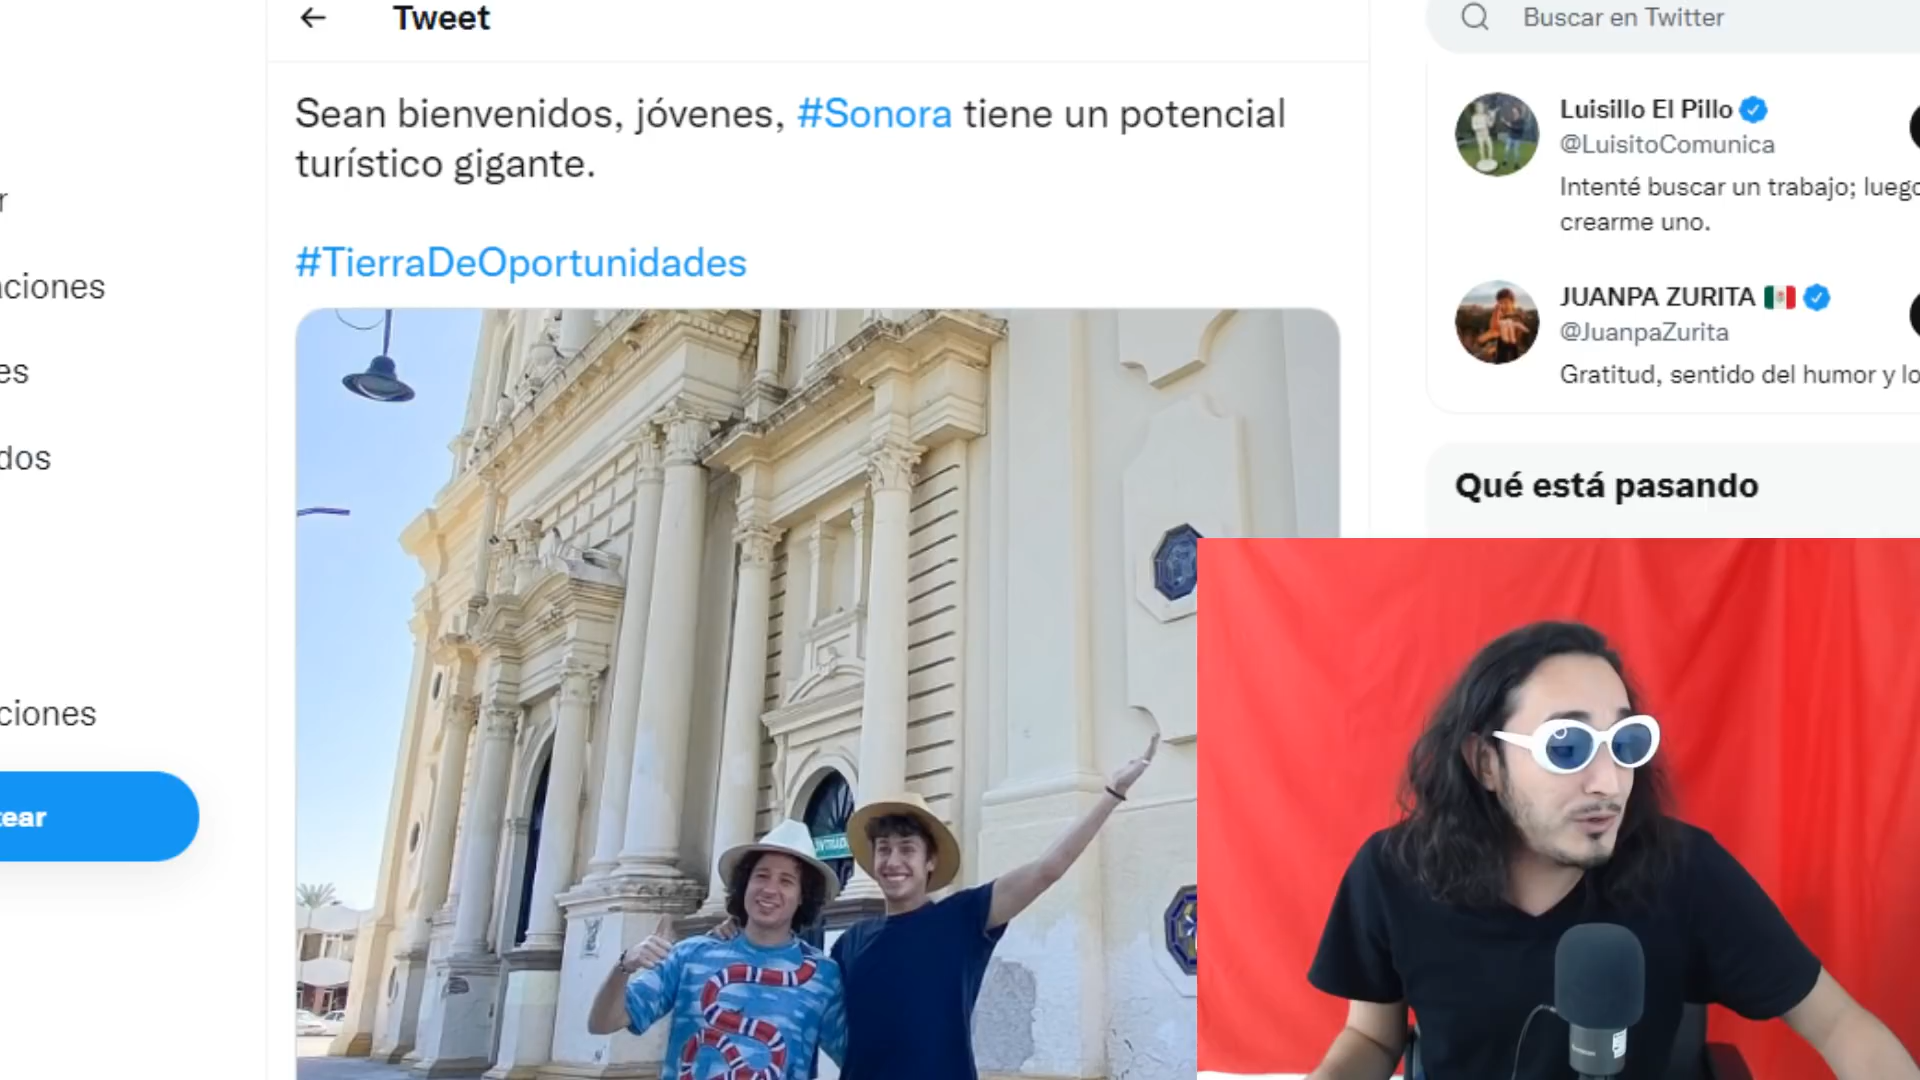 Tweet
Sean bienvenidos, jóvenes, #Sonora tiene un potencial
turístico gigante.
#TierraDeOportunidades
Buscar en Twitter
Luisillo El Pillo
@LuisitoComunica
Intenté buscar un trabajo; luego
crearme uno.
JUANPA ZURITA
@JuanpaZurita
Gratitud, sentido del humor y lo
Qué está pasando
r
aciones
es
dos
ciones
tear